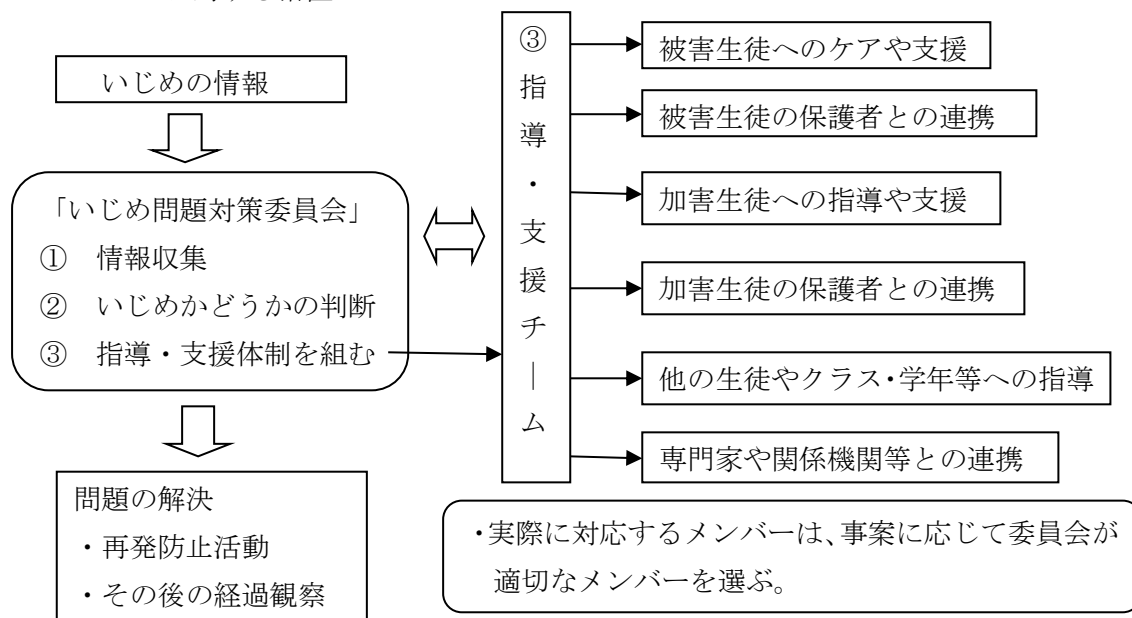 いじめの情報
「いじめ問題対策委員会」
① 情報収集
② いじめかどうかの判断
③ 指導・支援体制を組む
問題の解決
・再発防止活動
・その後の経過観察
③指導・支援チーム
被害生徒へのケアや支援
被害生徒の保護者との連携
加害生徒への指導や支援
加害生徒の保護者との連携
他の生徒やクラス・学年等への指導
専門家や関係機関等との連携
・実際に対応するメンバーは、事案に応じて委員会が
適切なメンバーを選ぶ。